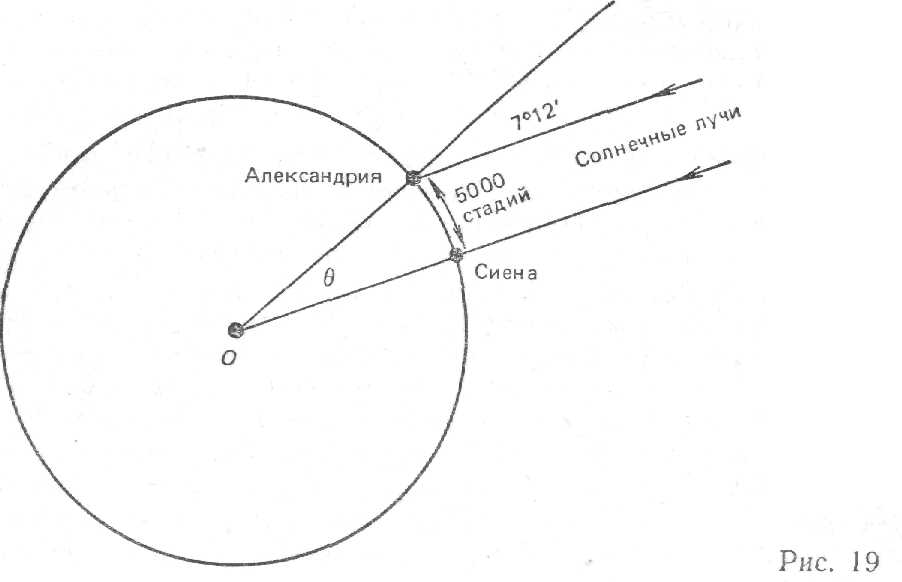 7°12′
Солнечные лучи
Александрия
5000
стадий
θ
Сиена
O
Рис. 19